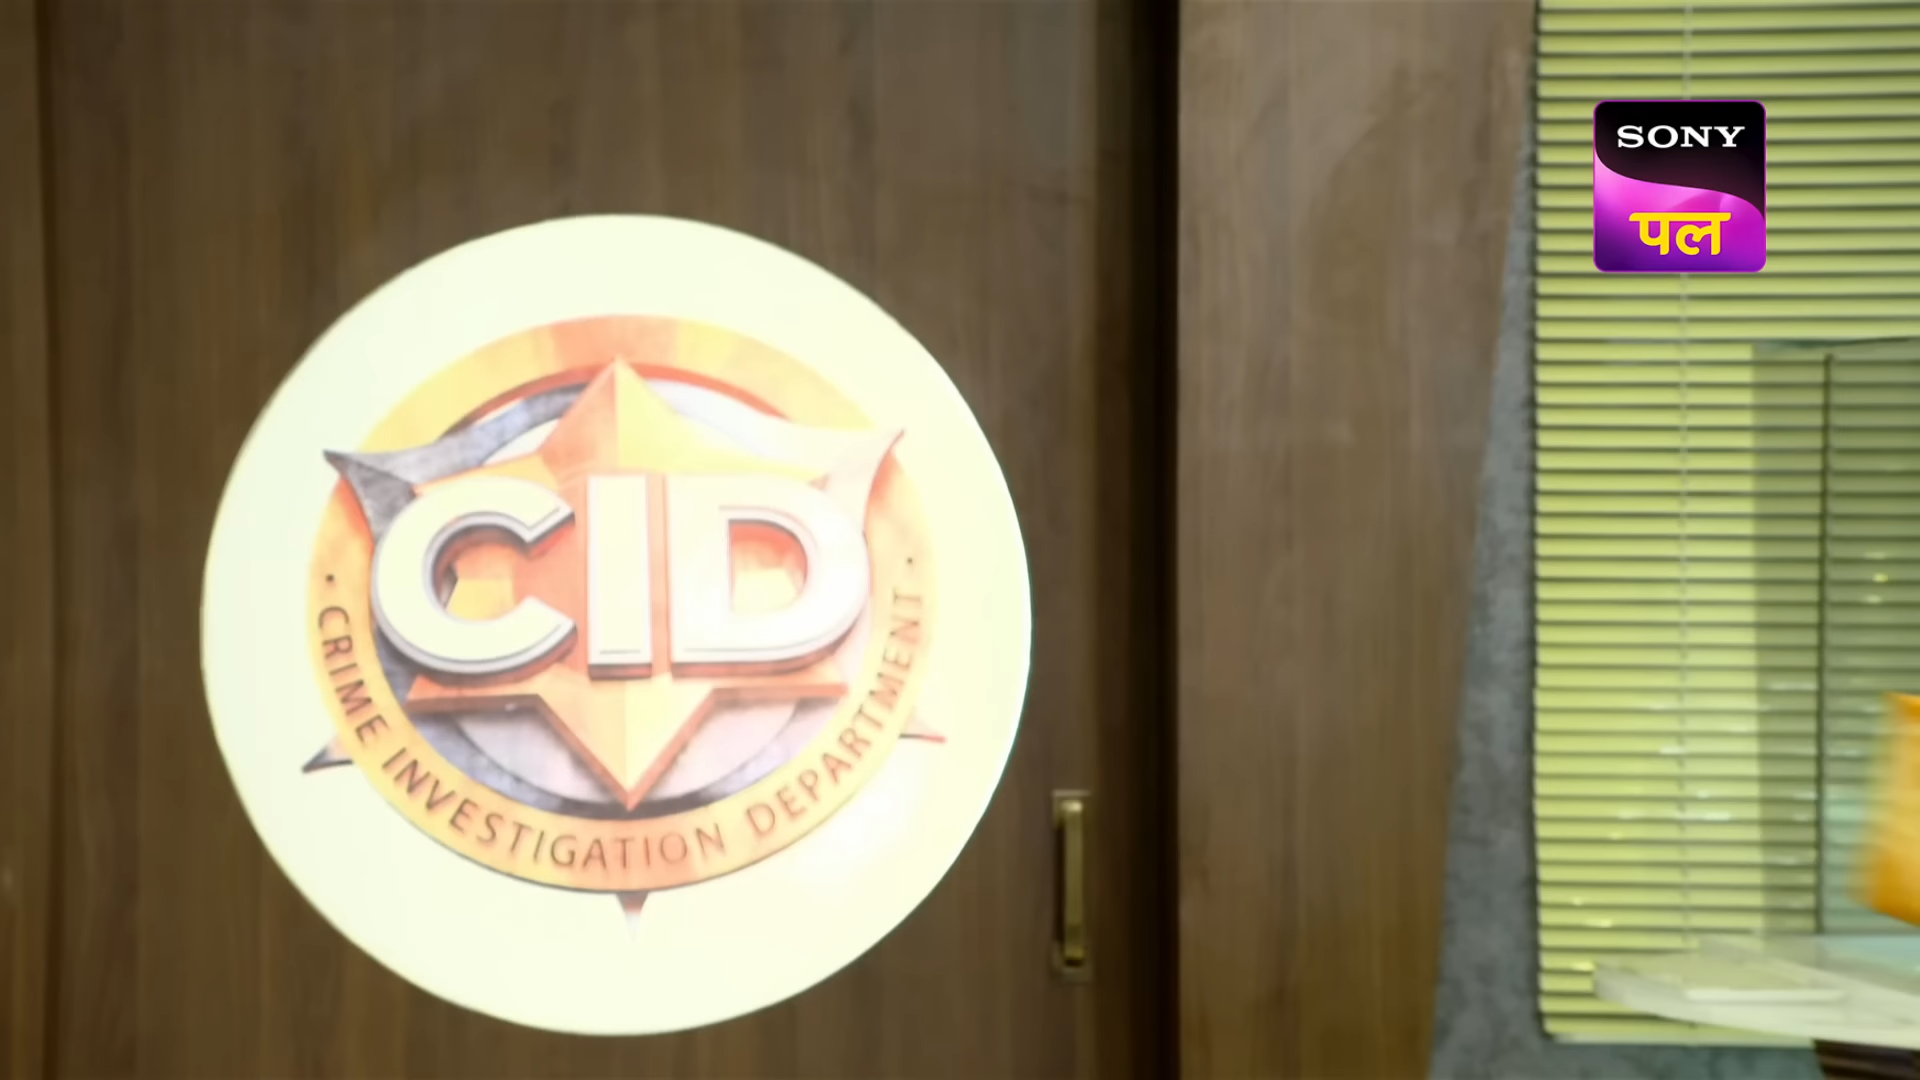 SONY
पल
CID
• CRIME INVESTIGATION DEPARTMENT •